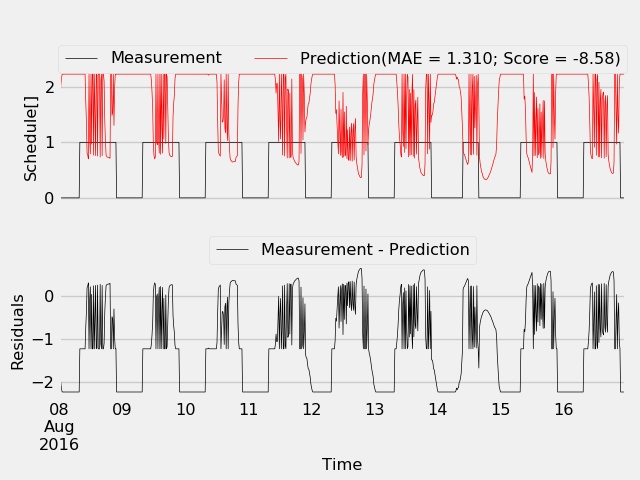 Measurement
Prediction(MAE = 1.310; Score = -8.58)
Schedule[]
2
1
0
Measurement - Prediction
Residuals
0
−1
−2
08 09 10 11 12 13 14 15 16
Aug
2016
Time